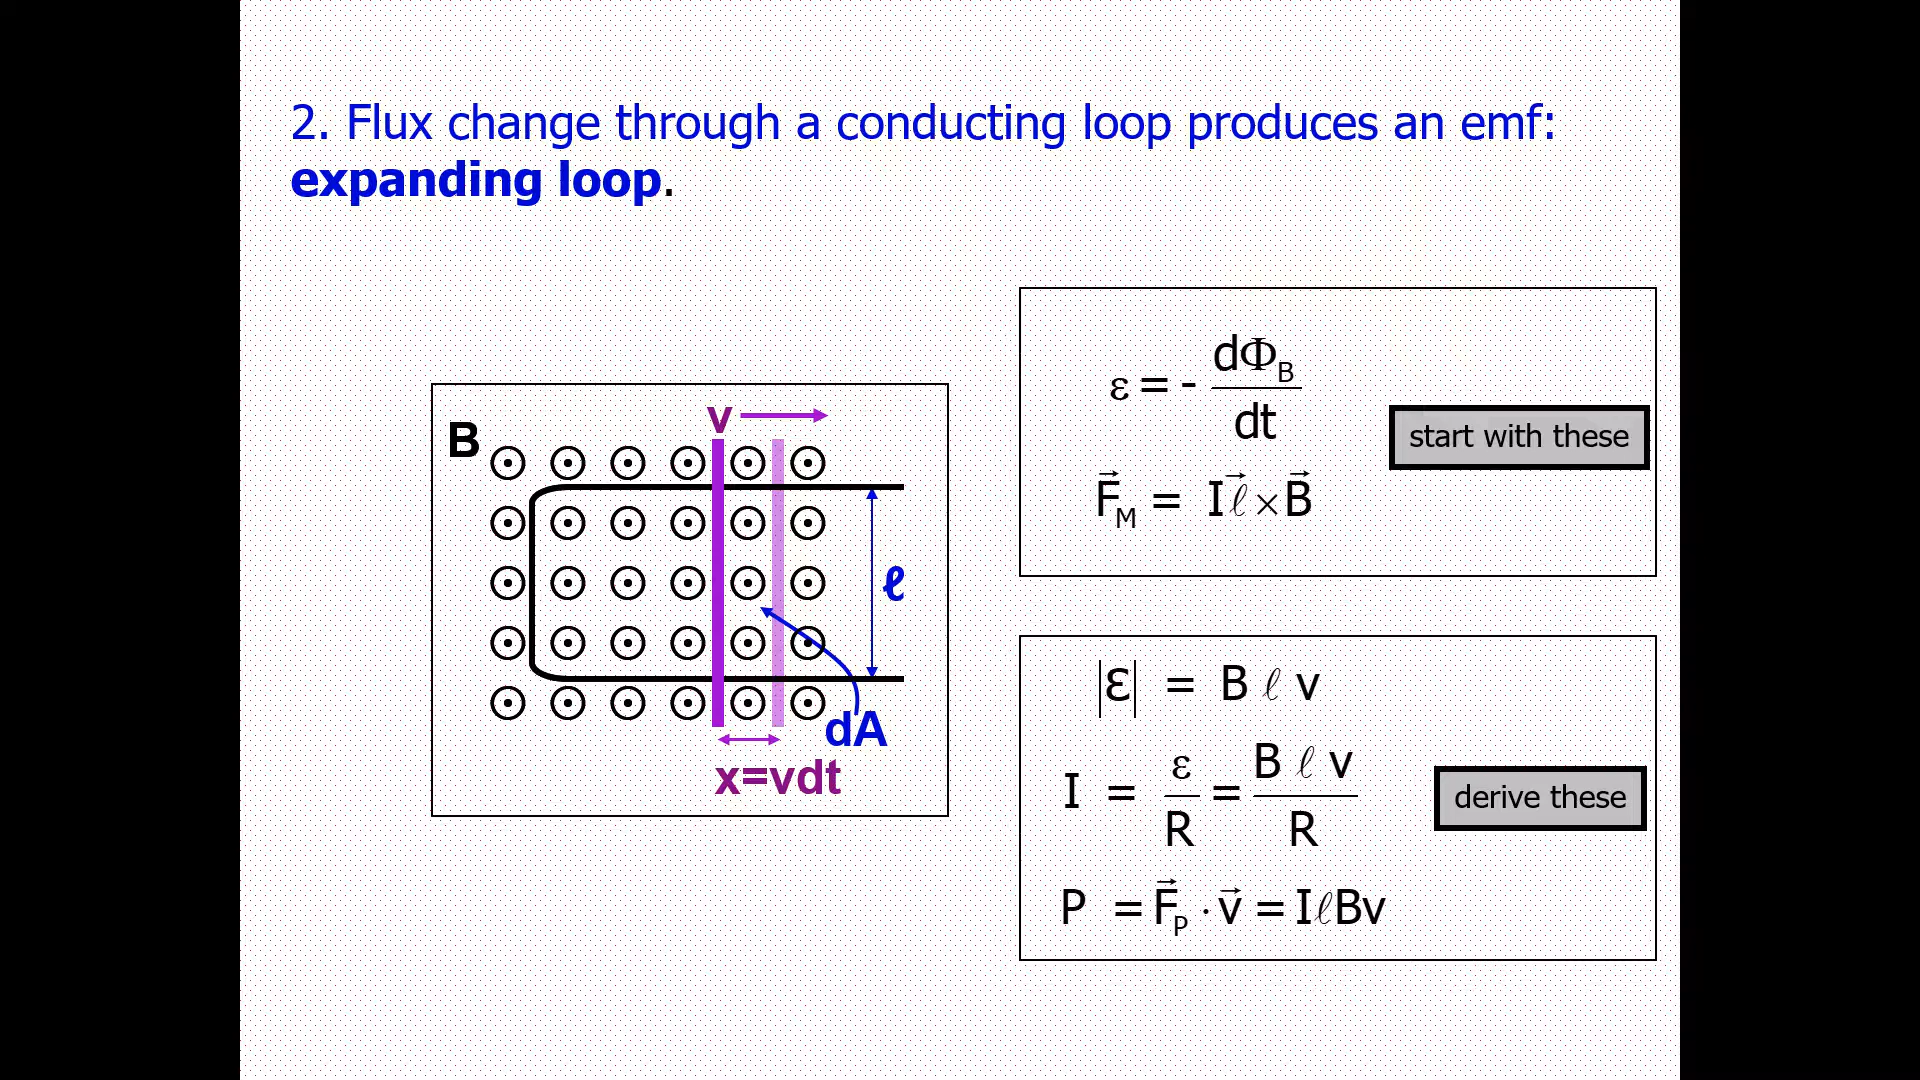 2. Flux change through a conducting loop produces an emf:
expanding loop.
B
v
ℓ
dA
x=vdt
ε = - dΦ_B/dt
F⃗_M = I ℓ⃗ × B⃗
start with these
|ε| = B ℓ v
I = ε/R = B ℓ v/R
P = F⃗_P · v⃗ = IℓBv
derive these